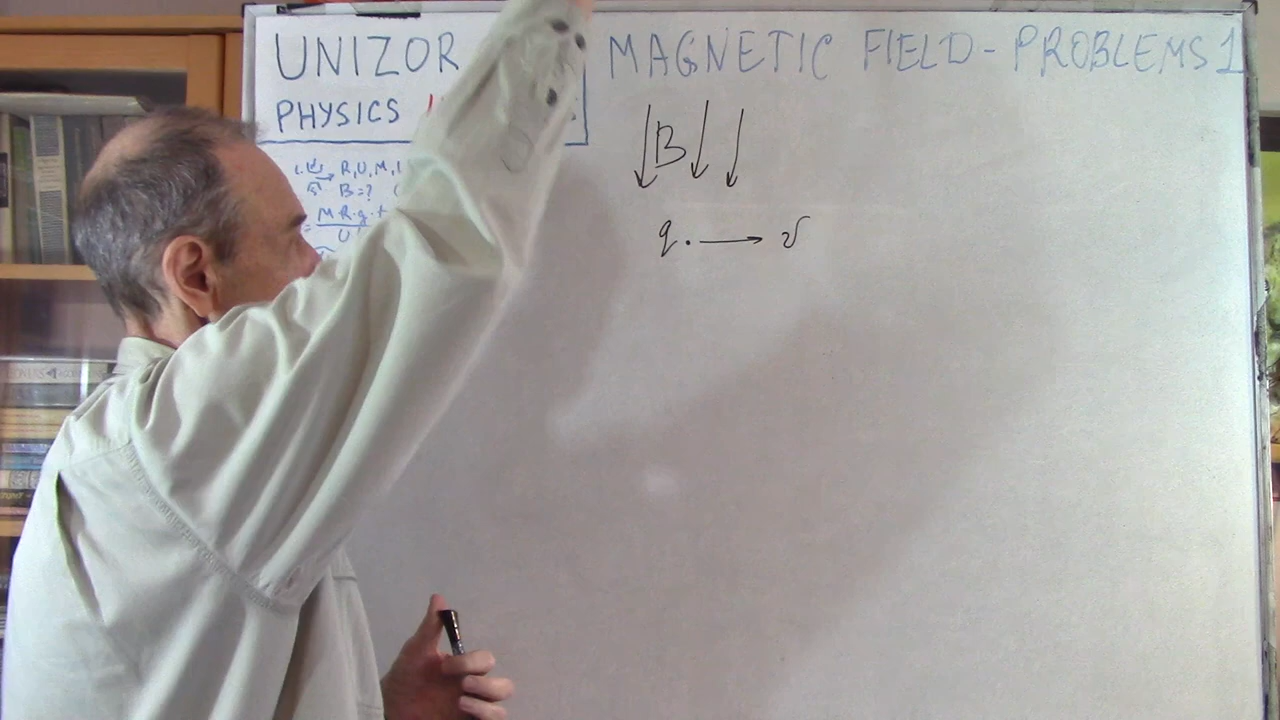 UNIZOR
PHYSICS
MAGNETIC FIELD - PROBLEMS 1
B
q v
R, U, M,
B = ?
M R · g · t
U